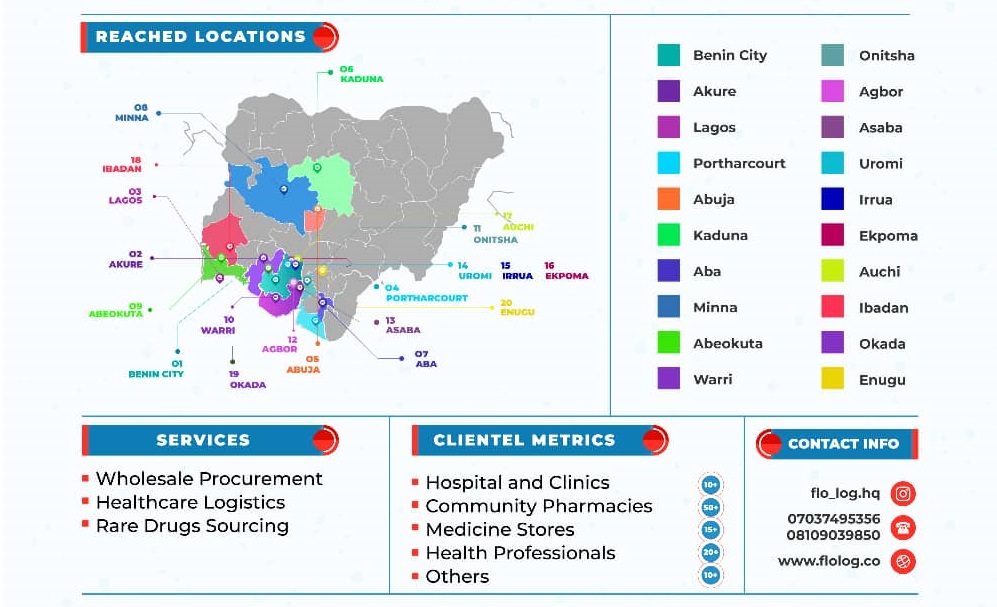 REACHED LOCATIONS
06
KADUNA
08
MINNA
18
IBADAN
03
LAGOS
17
AUCHI
11
ONITSHA
02
AKURE
14 15 16
UROMI IRRUA EKPOMA
04
PORTHARCOURT
09
ABEOKUTA
20
ENUGU
10
WARRI
13
ASABA
12
AGBOR
05
ABUJA
07
ABA
01
BENIN CITY
19
OKADA
Benin City
Akure
Lagos
Portharcourt
Abuja
Kaduna
Aba
Minna
Abeokuta
Warri
Onitsha
Agbor
Asaba
Uromi
Irrua
Ekpoma
Auchi
Ibadan
Okada
Enugu
SERVICES
Wholesale Procurement
Healthcare Logistics
Rare Drugs Sourcing
CLIENTEL METRICS
Hospital and Clinics 10+
Community Pharmacies 50+
Medicine Stores 15+
Health Professionals 20+
Others 10+
CONTACT INFO
flo_log.hq
07037495356
08109039850
www.flolog.co